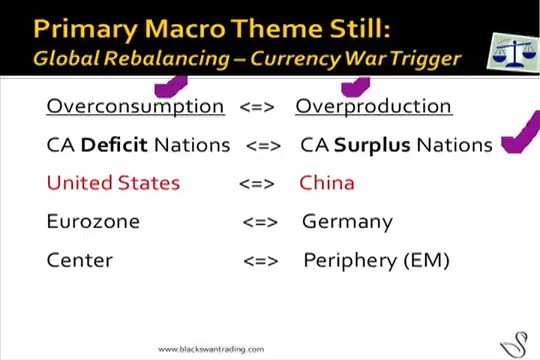 Primary Macro Theme Still:
Global Rebalancing – Currency War Trigger
Overconsumption <=> Overproduction
CA Deficit Nations <=> CA Surplus Nations
United States <=> China
Eurozone <=> Germany
Center <=> Periphery (EM)
www.blackswantrading.com